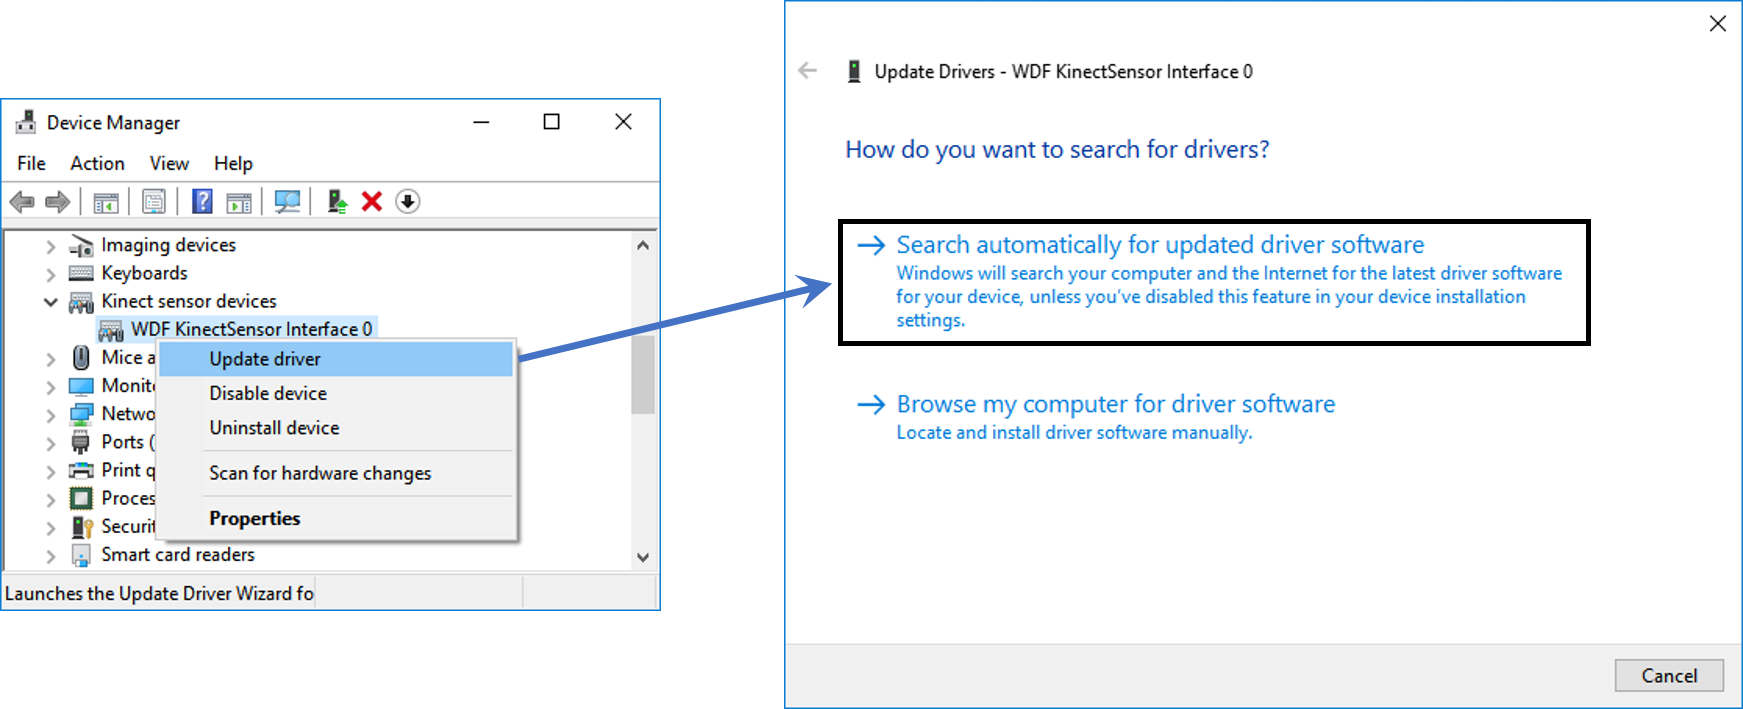 Device Manager
File Action View Help
Imaging devices
Keyboards
Kinect sensor devices
WDF KinectSensor Interface 0
Mice a
Monit
Netwo
Ports (
Print q
Proces
Securit
Smart card readers
Update driver
Disable device
Uninstall device
Scan for hardware changes
Properties
Launches the Update Driver Wizard fo
Update Drivers - WDF KinectSensor Interface 0
How do you want to search for drivers?
Search automatically for updated driver software
Windows will search your computer and the Internet for the latest driver software
for your device, unless you've disabled this feature in your device installation
settings.
Browse my computer for driver software
Locate and install driver software manually.
Cancel